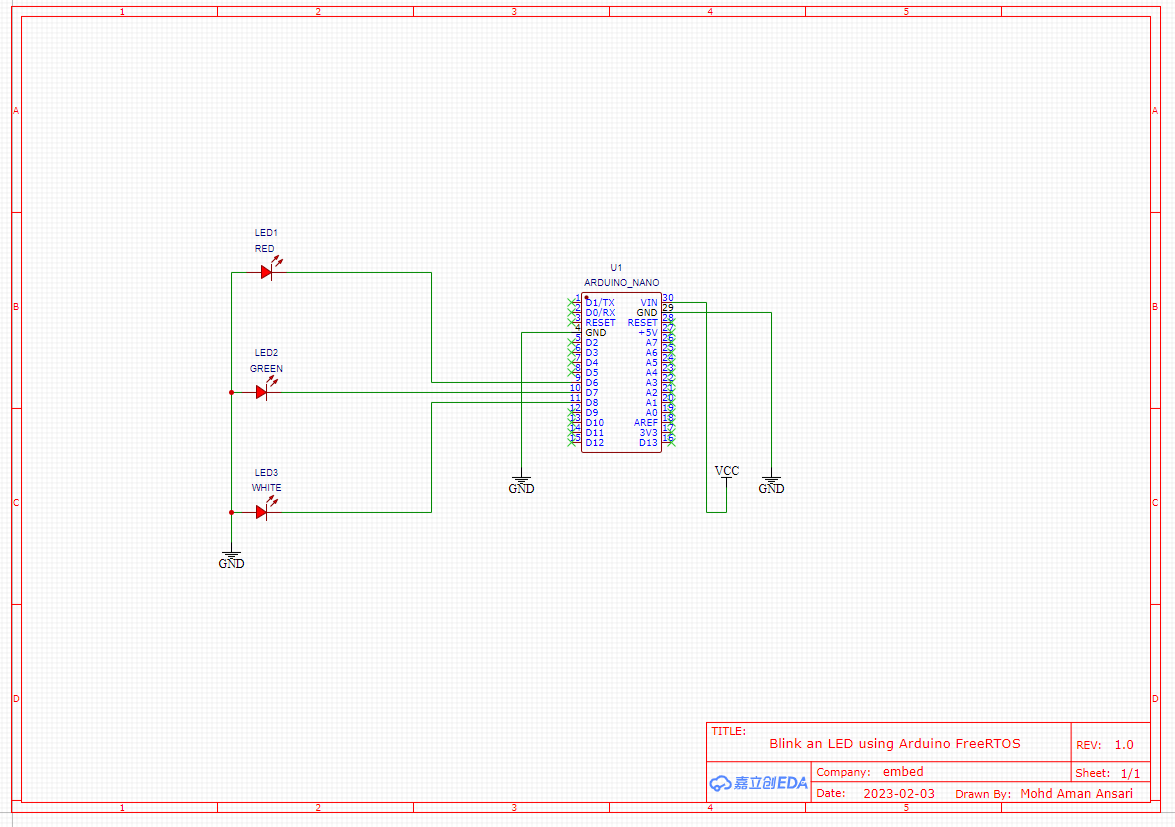 1 2 3 4 5
A A
LED1
RED
U1
ARDUINO_NANO
B B
1 D1/TX VIN 30
2 D0/RX GND 29
3 RESET RESET 28
4 GND +5V 27
5 D2 A7 26
6 D3 A6 25
7 D4 A5 24
8 D5 A4 23
9 D6 A3 22
10 D7 A2 21
11 D8 A1 20
12 D9 A0 19
13 D10 AREF 18
14 D11 3V3 17
15 D12 D13 16
LED2
GREEN
LED3
WHITE
VCC
GND GND
C C
GND
D D
TITLE:
Blink an LED using Arduino FreeRTOS
REV: 1.0
嘉立创EDA
Company: embed
Sheet: 1/1
Date: 2023-02-03 Drawn By: Mohd Aman Ansari
1 2 3 4 5